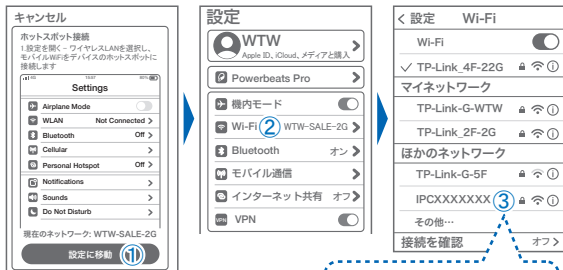 キャンセル
ホットスポット接続
1.設定を開く - ワイヤレスLANを選択し、
モバイルWiFiをデバイスのホットスポットに
接続します
4G 15:07 80%
Settings
Airplane Mode
WLAN Not Connected >
Bluetooth Off >
Cellular >
Personal Hotspot Off >
Notifications >
Sounds >
Do Not Disturb >
現在のネットワーク: WTW-SALE-2G
設定に移動 ①
設定
WTW
Apple ID、iCloud、メディアと購入 >
Powerbeats Pro >
機内モード
Wi-Fi ② WTW-SALE-2G >
Bluetooth オン >
モバイル通信 >
インターネット共有 オフ >
VPN VPN
< 設定 Wi-Fi
Wi-Fi
✓ TP-Link_4F-22G
マイネットワーク
TP-Link-G-WTW
TP-Link_2F-2G
ほかのネットワーク
TP-Link-G-5F
IPCXXXXXXX ③
その他…
接続を確認 オフ >